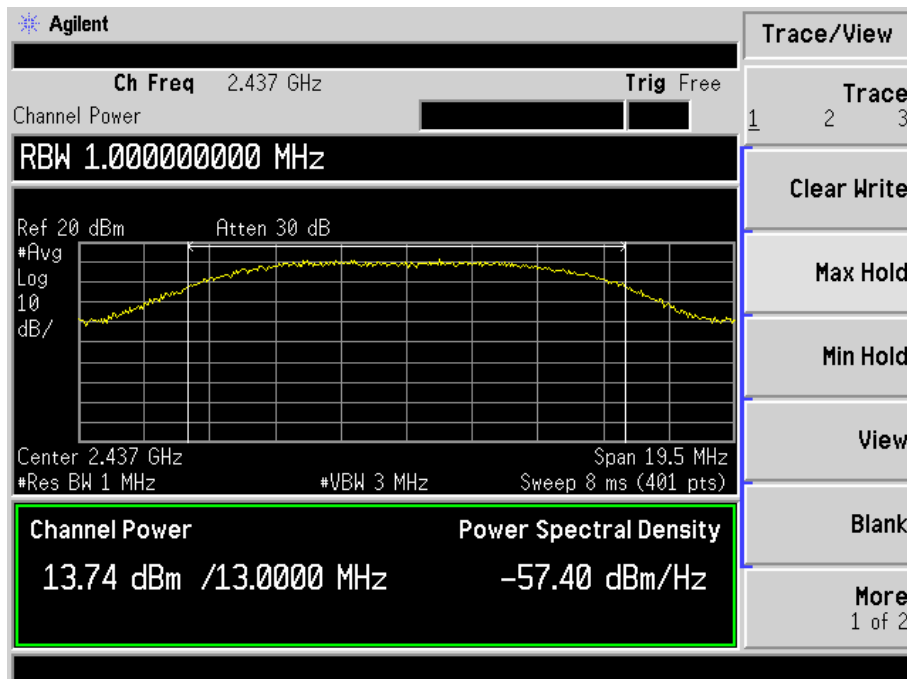 Agilent
Trace/View
Ch Freq 2.437 GHz Trig Free
Channel Power
Trace
1 2 3
RBW 1.000000000 MHz
Clear Write
Ref 20 dBm Atten 30 dB
#Avg
Log
10
dB/
Max Hold
Min Hold
View
Center 2.437 GHz Span 19.5 MHz
#Res BW 1 MHz #VBW 3 MHz Sweep 8 ms (401 pts)
Channel Power Power Spectral Density
13.74 dBm /13.0000 MHz -57.40 dBm/Hz
Blank
More
1 of 2